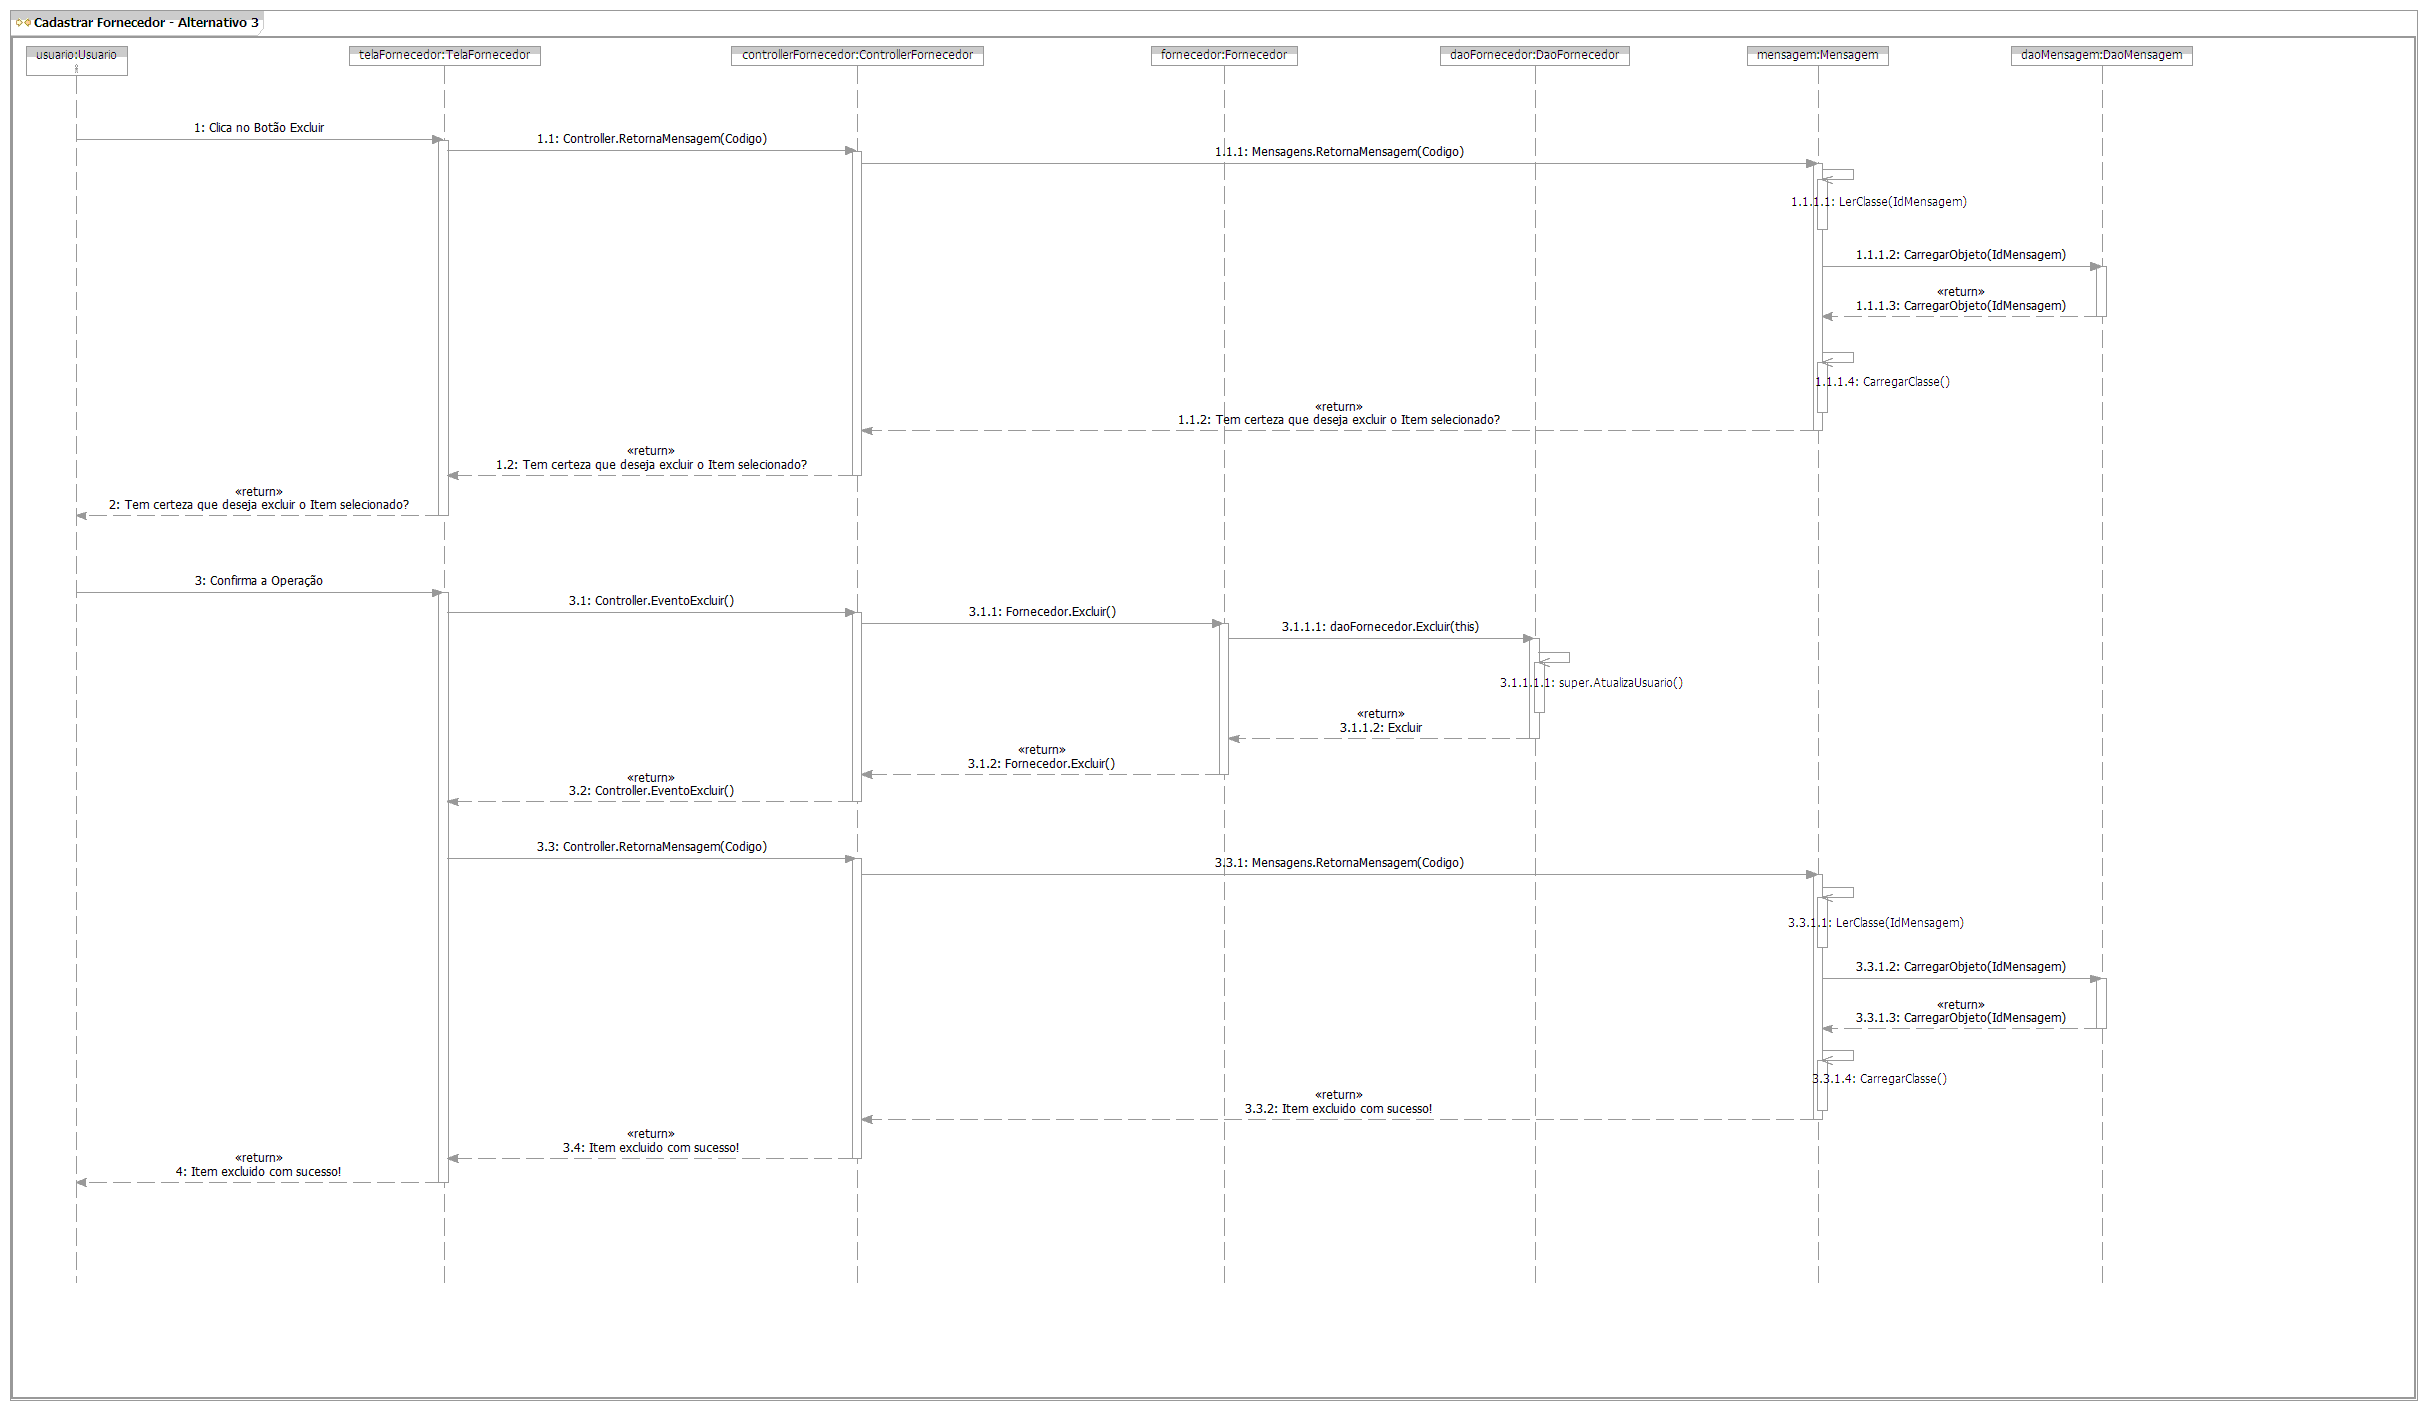 Cadastrar Fornecedor - Alternativo 3
usuario:Usuario
telaFornecedor:TelaFornecedor
controllerFornecedor:ControllerFornecedor
fornecedor:Fornecedor
daoFornecedor:DaoFornecedor
mensagem:Mensagem
daoMensagem:DaoMensagem
1: Clica no Botão Excluir
1.1: Controller.RetornaMensagem(Codigo)
1.1.1: Mensagens.RetornaMensagem(Codigo)
1.1.1.1: LerClasse(IdMensagem)
1.1.1.2: CarregarObjeto(IdMensagem)
«return»
1.1.1.3: CarregarObjeto(IdMensagem)
1.1.1.4: CarregarClasse()
«return»
1.1.2: Tem certeza que deseja excluir o Item selecionado?
«return»
1.2: Tem certeza que deseja excluir o Item selecionado?
«return»
2: Tem certeza que deseja excluir o Item selecionado?
3: Confirma a Operação
3.1: Controller.EventoExcluir()
3.1.1: Fornecedor.Excluir()
3.1.1.1: daoFornecedor.Excluir(this)
3.1.1.1.1: super.AtualizaUsuario()
«return»
3.1.1.2: Excluir
«return»
3.1.2: Fornecedor.Excluir()
«return»
3.2: Controller.EventoExcluir()
3.3: Controller.RetornaMensagem(Codigo)
3.3.1: Mensagens.RetornaMensagem(Codigo)
3.3.1.1: LerClasse(IdMensagem)
3.3.1.2: CarregarObjeto(IdMensagem)
«return»
3.3.1.3: CarregarObjeto(IdMensagem)
3.3.1.4: CarregarClasse()
«return»
3.3.2: Item excluido com sucesso!
«return»
3.4: Item excluido com sucesso!
«return»
4: Item excluido com sucesso!